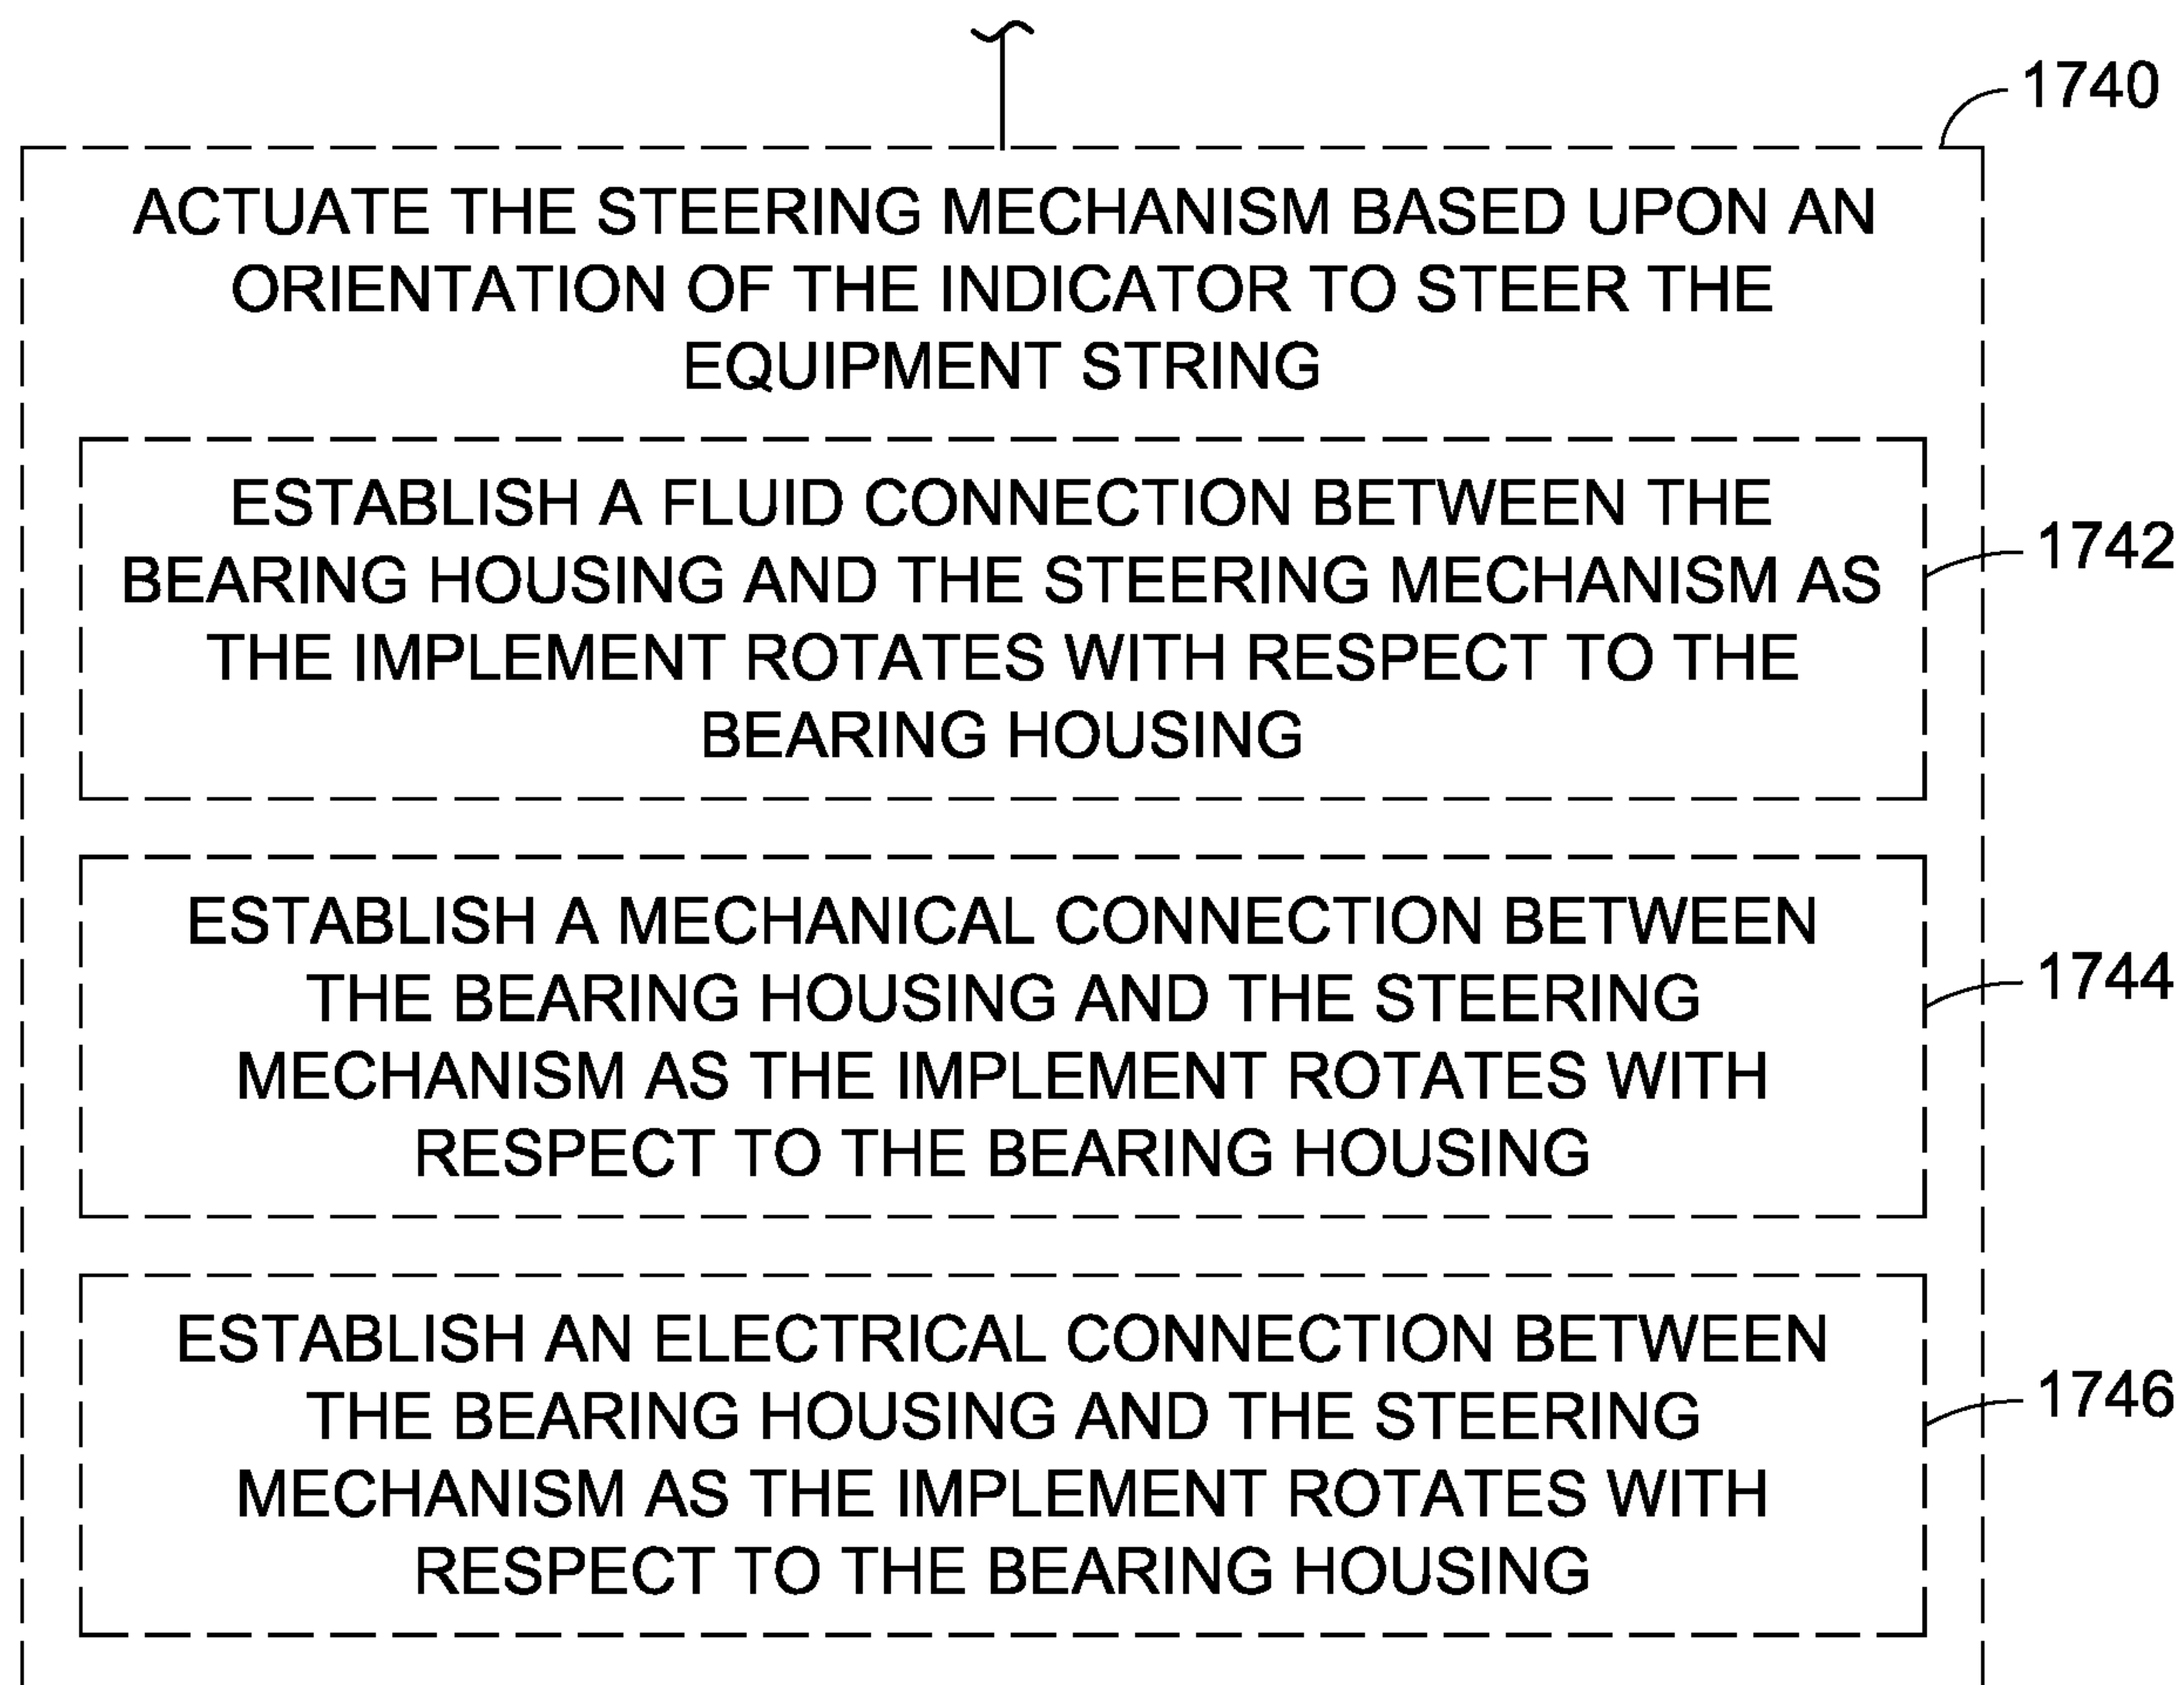 1740
ACTUATE THE STEERING MECHANISM BASED UPON AN
ORIENTATION OF THE INDICATOR TO STEER THE
EQUIPMENT STRING
ESTABLISH A FLUID CONNECTION BETWEEN THE
BEARING HOUSING AND THE STEERING MECHANISM AS
THE IMPLEMENT ROTATES WITH RESPECT TO THE
BEARING HOUSING
1742
ESTABLISH A MECHANICAL CONNECTION BETWEEN
THE BEARING HOUSING AND THE STEERING
MECHANISM AS THE IMPLEMENT ROTATES WITH
RESPECT TO THE BEARING HOUSING
1744
ESTABLISH AN ELECTRICAL CONNECTION BETWEEN
THE BEARING HOUSING AND THE STEERING
MECHANISM AS THE IMPLEMENT ROTATES WITH
RESPECT TO THE BEARING HOUSING
1746